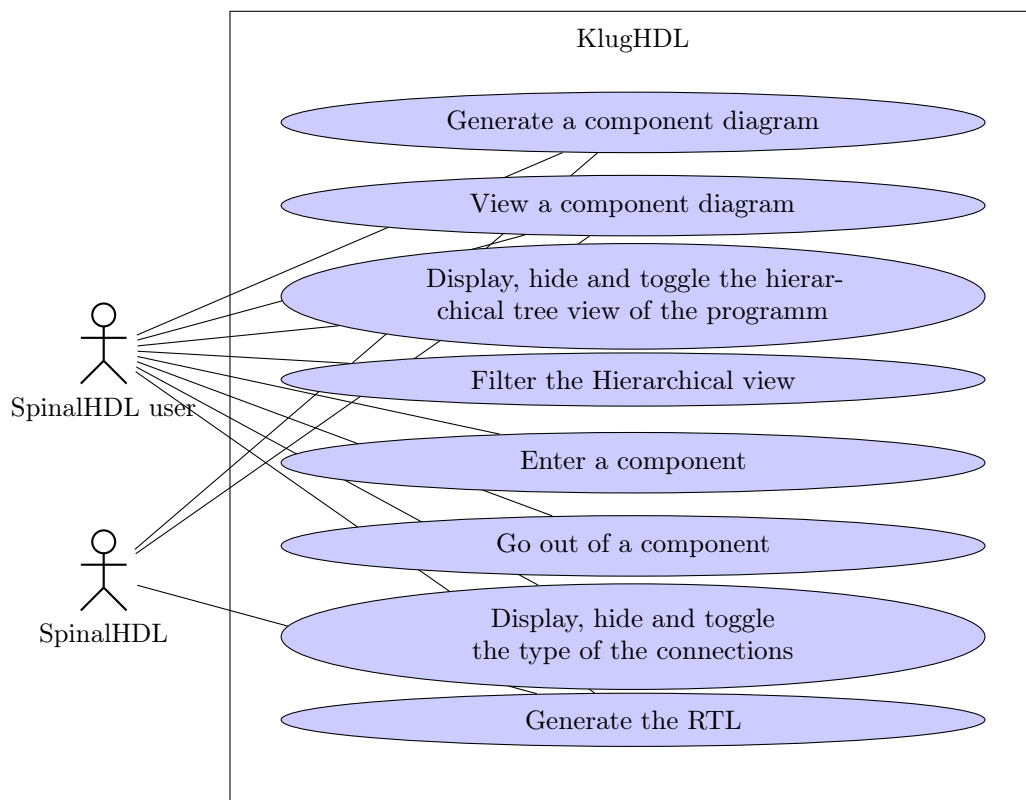 KlugHDL
Generate a component diagram
View a component diagram
Display, hide and toggle the hierar-
chical tree view of the programm
Filter the Hierarchical view
SpinalHDL user
Enter a component
Go out of a component
Display, hide and toggle
the type of the connections
SpinalHDL
Generate the RTL